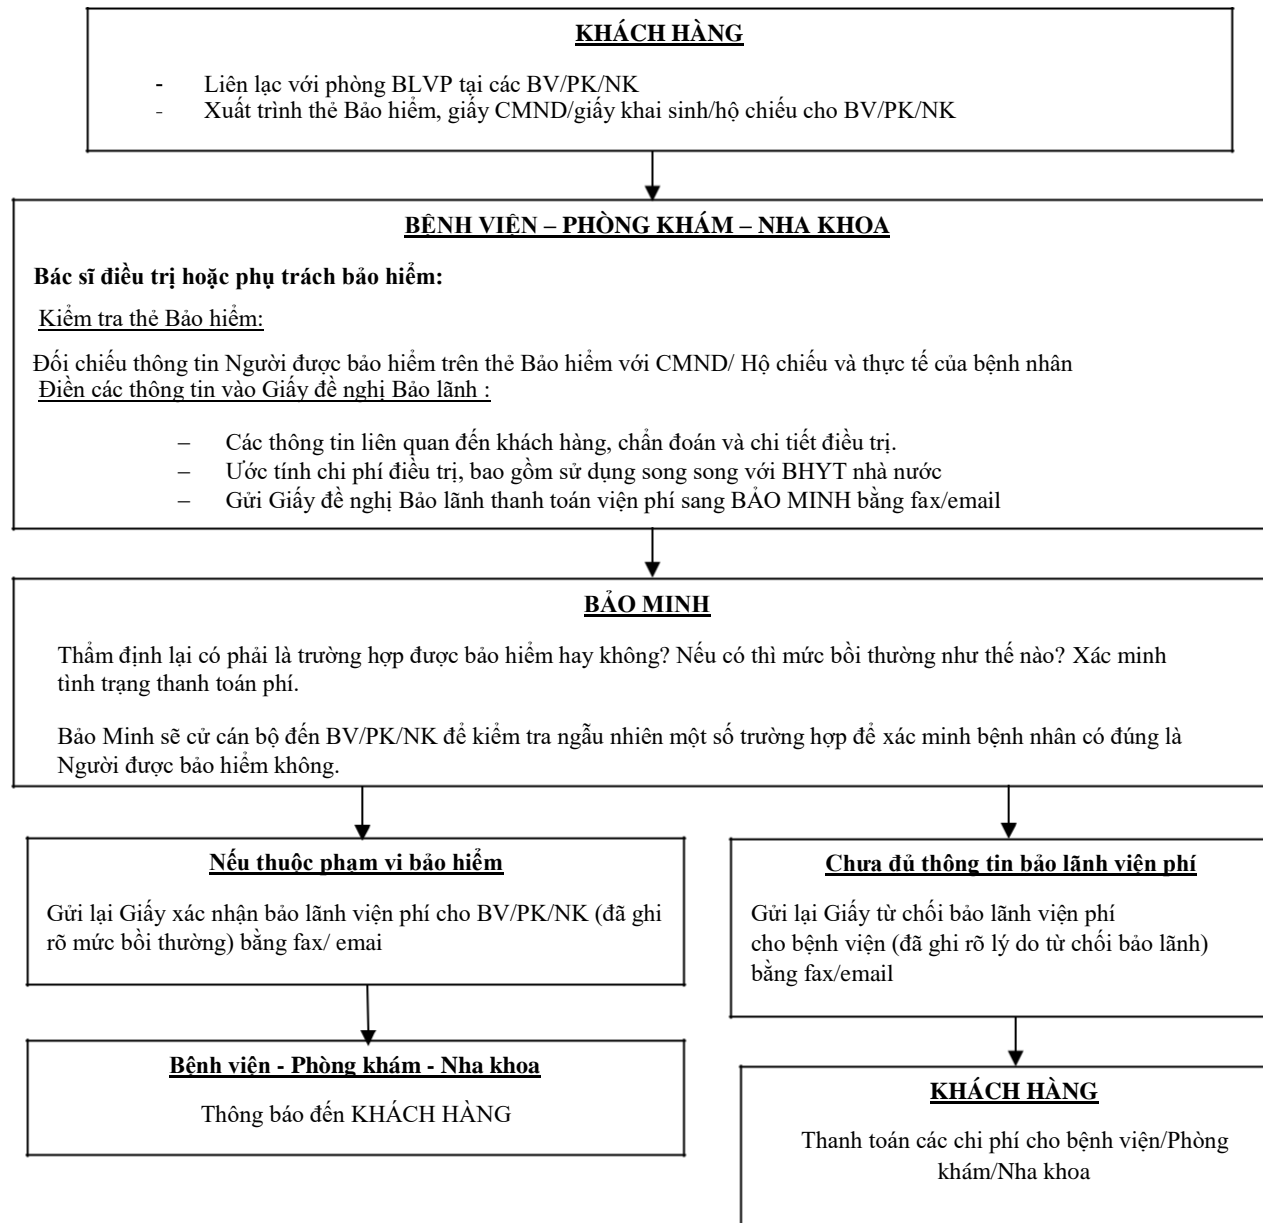 KHÁCH HÀNG
- Liên lạc với phòng BLVP tại các BV/PK/NK
- Xuất trình thẻ Bảo hiểm, giấy CMND/giấy khai sinh/hộ chiếu cho BV/PK/NK
BỆNH VIỆN – PHÒNG KHÁM – NHA KHOA
Bác sĩ điều trị hoặc phụ trách bảo hiểm:
Kiểm tra thẻ Bảo hiểm:
Đối chiếu thông tin Người được bảo hiểm trên thẻ Bảo hiểm với CMND/ Hộ chiếu và thực tế của bệnh nhân
Điền các thông tin vào Giấy đề nghị Bảo lãnh :
– Các thông tin liên quan đến khách hàng, chẩn đoán và chi tiết điều trị.
– Ước tính chi phí điều trị, bao gồm sử dụng song song với BHYT nhà nước
– Gửi Giấy đề nghị Bảo lãnh thanh toán viện phí sang BẢO MINH bằng fax/email
BẢO MINH
Thẩm định lại có phải là trường hợp được bảo hiểm hay không? Nếu có thì mức bồi thường như thế nào? Xác minh
tình trạng thanh toán phí.
Bảo Minh sẽ cử cán bộ đến BV/PK/NK để kiểm tra ngẫu nhiên một số trường hợp để xác minh bệnh nhân có đúng là
Người được bảo hiểm không.
Nếu thuộc phạm vi bảo hiểm
Gửi lại Giấy xác nhận bảo lãnh viện phí cho BV/PK/NK (đã ghi
rõ mức bồi thường) bằng fax/ emai
Bệnh viện - Phòng khám - Nha khoa
Thông báo đến KHÁCH HÀNG
Chưa đủ thông tin bảo lãnh viện phí
Gửi lại Giấy từ chối bảo lãnh viện phí
cho bệnh viện (đã ghi rõ lý do từ chối bảo lãnh)
bằng fax/email
KHÁCH HÀNG
Thanh toán các chi phí cho bệnh viện/Phòng
khám/Nha khoa